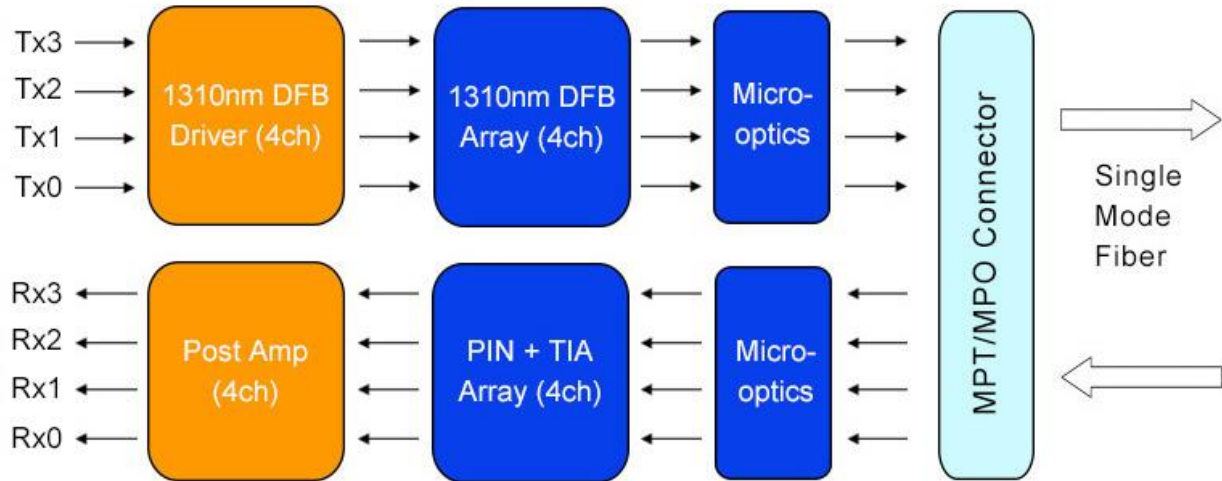 Tx3
Tx2
Tx1
Tx0
1310nm DFB
Driver (4ch)
1310nm DFB
Array (4ch)
Micro-
optics
MPT/MPO Connector
Single
Mode
Fiber
Rx3
Rx2
Rx1
Rx0
Post Amp
(4ch)
PIN + TIA
Array (4ch)
Micro-
optics